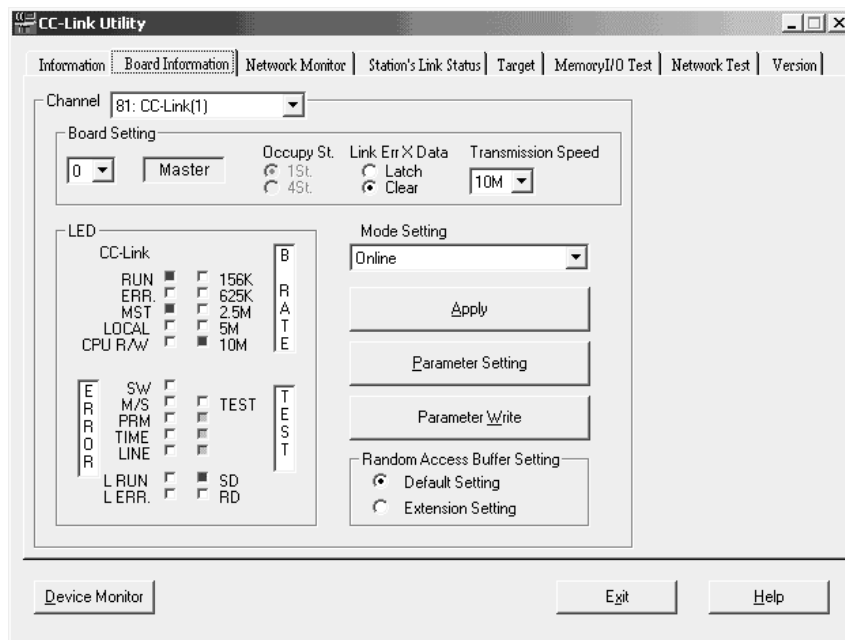 CC-Link Utility
Information Board Information Network Monitor Station's Link Status Target MemoryI/O Test Network Test Version
Channel 81: CC-Link(1)
Board Setting
0 Master
Occupy St.
1St.
4St.
Link Err X Data
Latch
Clear
Transmission Speed
10M
LED
CC-Link
RUN 156K
ERR. 625K
MST 2.5M
LOCAL 5M
CPU R/W 10M
B RATE
ERROR
SW
M/S TEST
PRM
TIME
LINE
TEST
L RUN SD
L ERR. RD
Mode Setting
Online
Apply
Parameter Setting
Parameter Write
Random Access Buffer Setting
Default Setting
Extension Setting
Device Monitor Exit Help